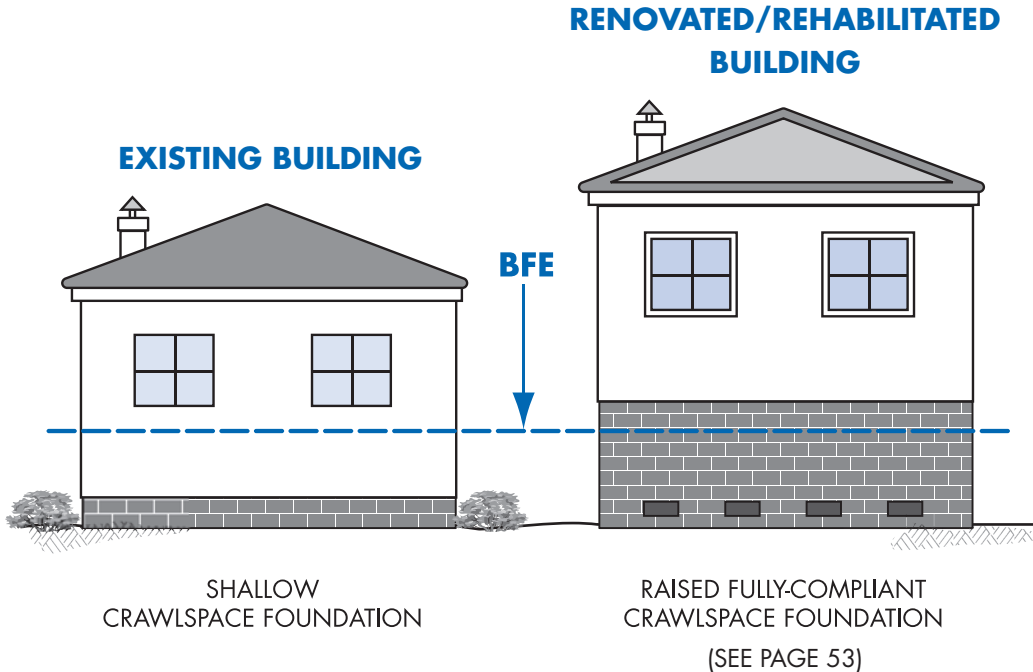 RENOVATED/REHABILITATED
BUILDING
EXISTING BUILDING
BFE
SHALLOW
CRAWLSPACE FOUNDATION
RAISED FULLY-COMPLIANT
CRAWLSPACE FOUNDATION
(SEE PAGE 53)